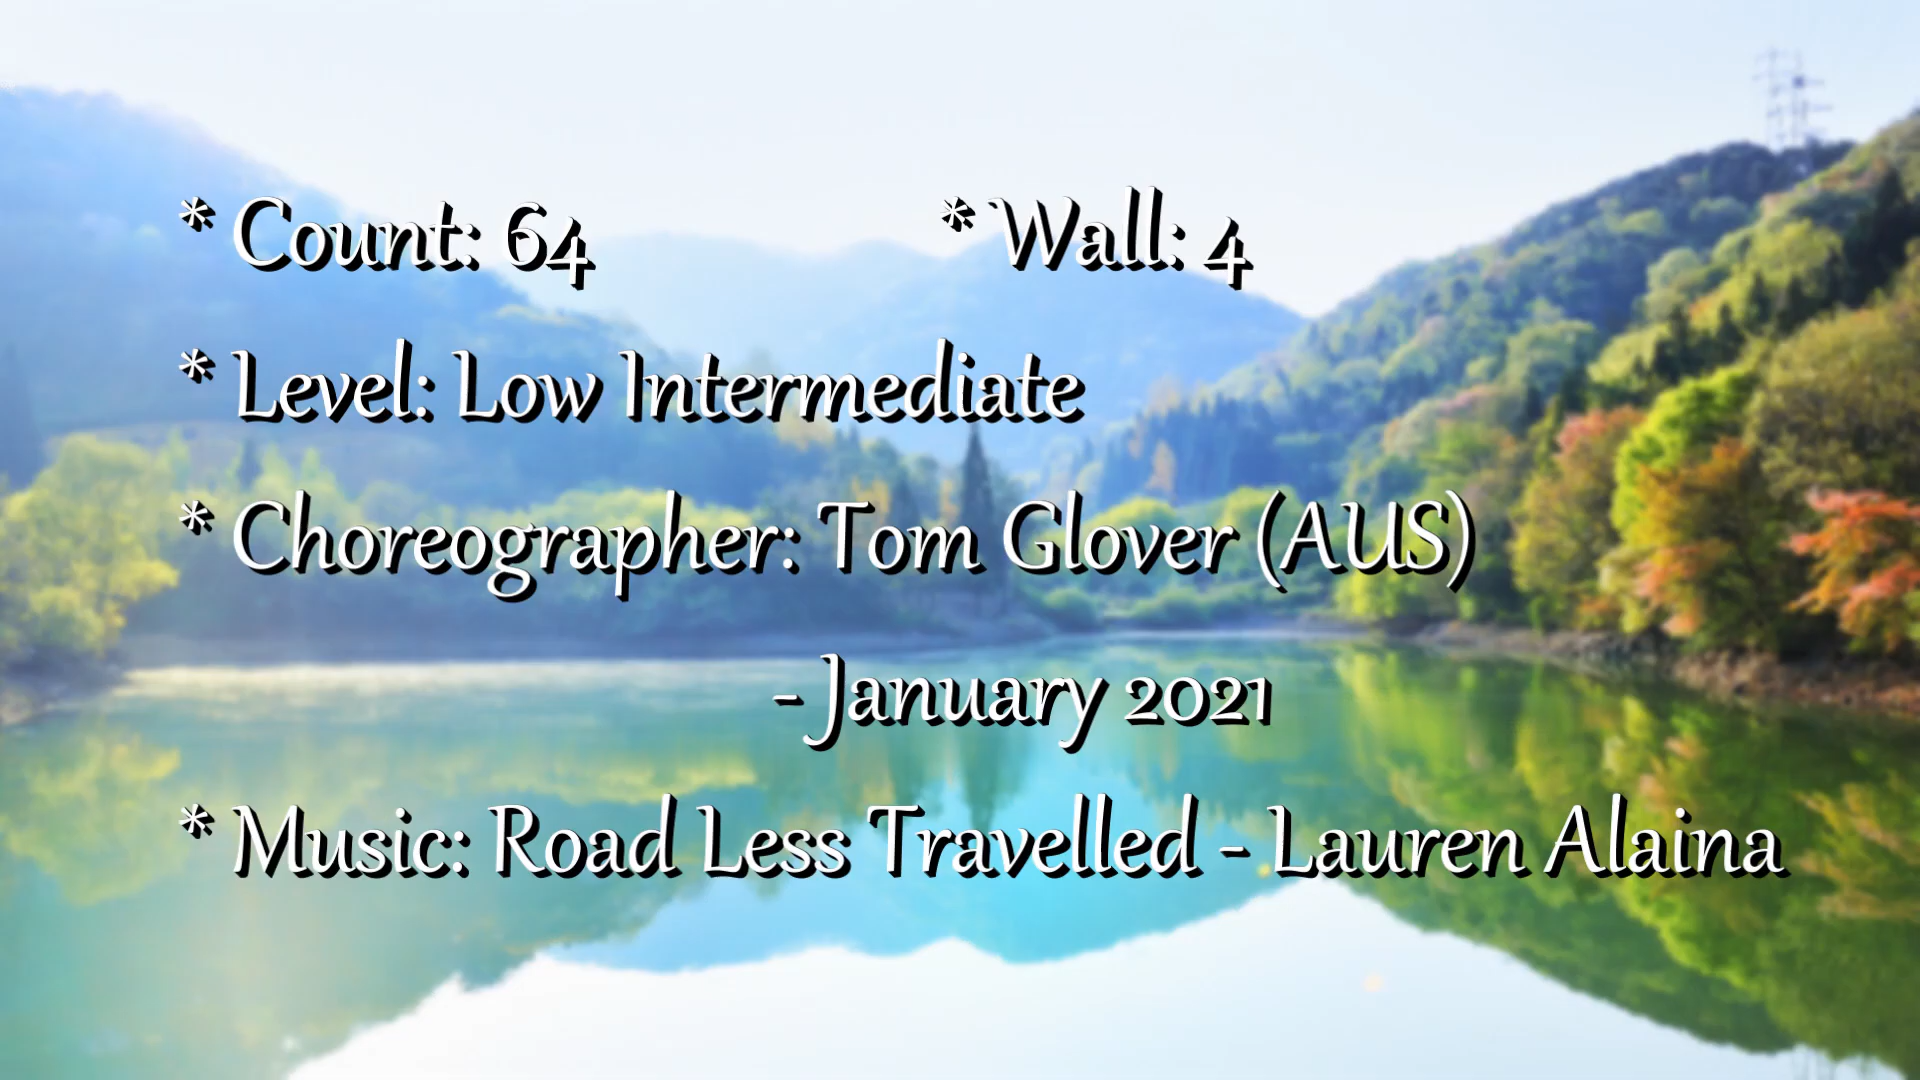 * Count: 64 * Wall: 4
* Level: Low Intermediate
* Choreographer: Tom Glover (AUS)
- January 2021
* Music: Road Less Travelled - Lauren Alaina